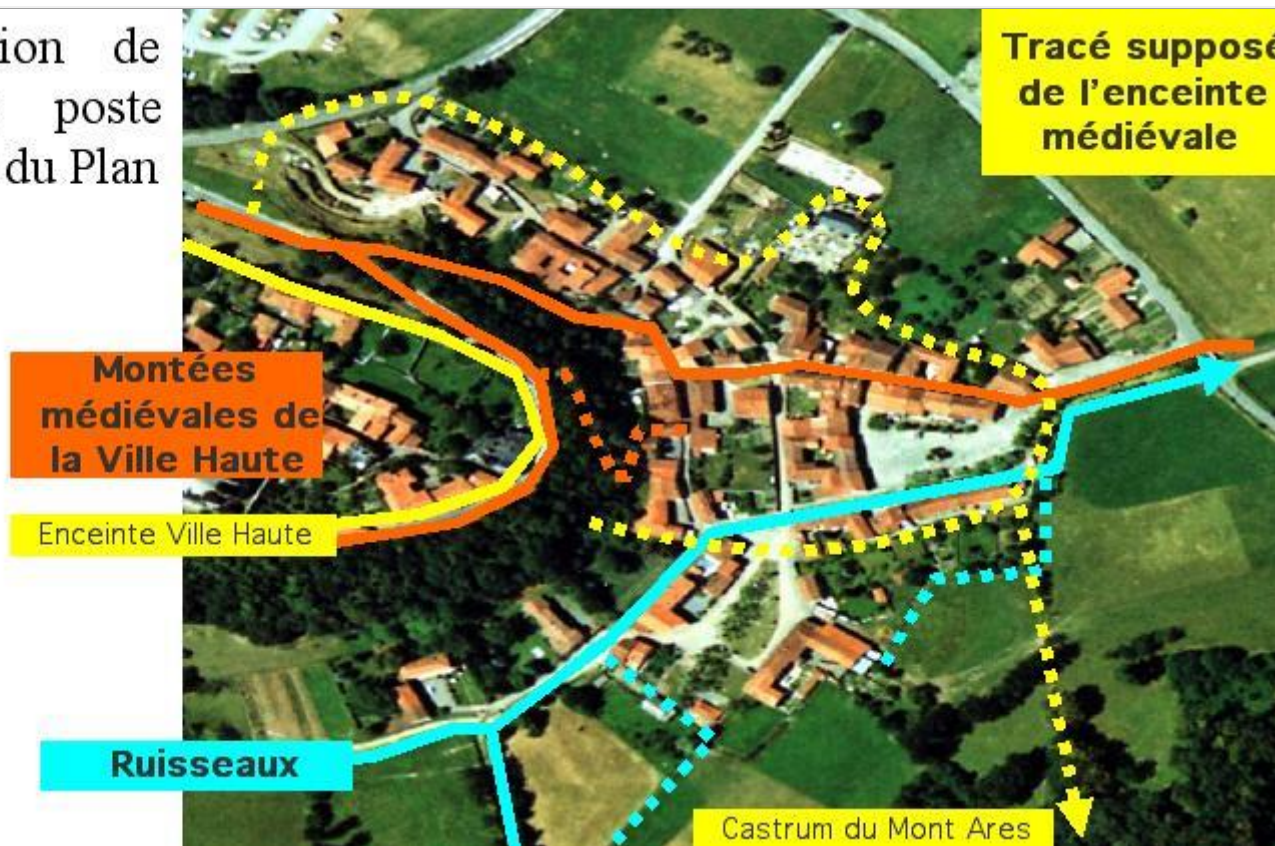 de
poste
du Plan
Tracé supposé
de l'enceinte
médiévale
Montées
médiévales de
la Ville Haute
Enceinte Ville Haute
Ruisseaux
Castrum du Mont Ares